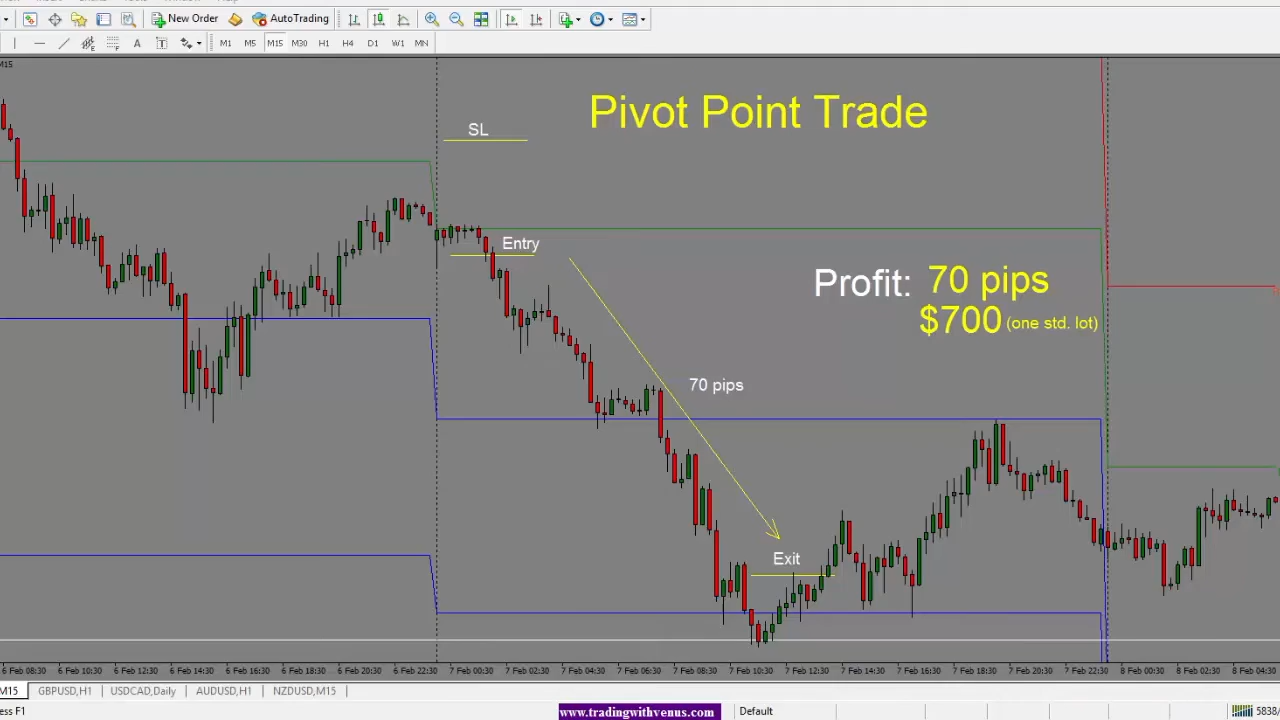 New Order
AutoTrading
A
T
M1 M5 M15 M30 H1 H4 D1 W1 MN
M15
Pivot Point Trade
SL
Entry
Profit: 70 pips
$700 (one std. lot)
70 pips
Exit
6 Feb 08:30 6 Feb 10:30 6 Feb 12:30 6 Feb 14:30 6 Feb 16:30 6 Feb 18:30 6 Feb 20:30 6 Feb 22:30 7 Feb 00:30 7 Feb 02:30 7 Feb 04:30 7 Feb 06:30 7 Feb 08:30 7 Feb 10:30 7 Feb 12:30 7 Feb 14:30 7 Feb 16:30 7 Feb 18:30 7 Feb 20:30 7 Feb 22:30 8 Feb 00:30 8 Feb 02:30 8 Feb 04:30
M15 GBPUSD,H1 USDCAD,Daily AUDUSD,H1 NZDUSD,M15
ess F1
www.tradingwithvenus.com
Default
5838/